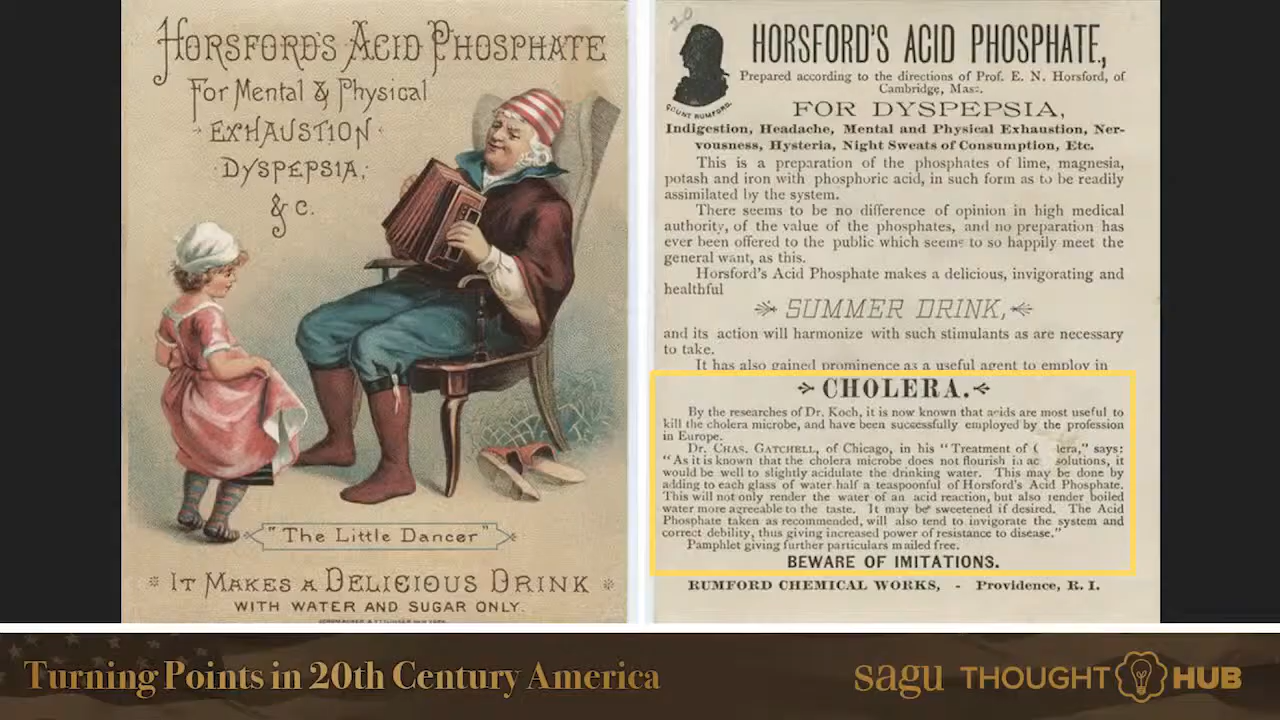 HORSFORD'S ACID PHOSPHATE
For Mental & Physical
EXHAUSTION
DYSPEPSIA,
& c.
"The Little Dancer"
IT MAKES A DELICIOUS DRINK
WITH WATER AND SUGAR ONLY.
20
COUNT RUMFORD.
HORSFORD'S ACID PHOSPHATE,
Prepared according to the directions of Prof. E. N. Horsford, of
Cambridge, Mass.
FOR DYSPEPSIA,
Indigestion, Headache, Mental and Physical Exhaustion, Ner-
vousness, Hysteria, Night Sweats of Consumption, Etc.
This is a preparation of the phosphates of lime, magnesia,
potash and iron with phosphoric acid, in such form as to be readily
assimilated by the system.
There seems to be no difference of opinion in high medical
authority, of the value of the phosphates, and no preparation has
ever been offered to the public which seems to so happily meet the
general want, as this.
Horsford's Acid Phosphate makes a delicious, invigorating and
healthful
SUMMER DRINK,
and its action will harmonize with such stimulants as are necessary
to take.
It has also gained prominence as a useful agent to employ in
CHOLERA.
By the researches of Dr. Koch, it is now known that acids are most useful to
kill the cholera microbe, and have been successfully employed by the profession
in Europe.
Dr. CHAS. GATCHELL, of Chicago, in his "Treatment of C lera," says:
"As it is known that the cholera microbe does not flourish in ac solutions, it
would be well to slightly acidulate the drinking water. This may be done by
adding to each glass of water half a teaspoonful of Horsford's Acid Phosphate.
This will not only render the water of an acid reaction, but also render boiled
water more agreeable to the taste. It may be sweetened if desired. The Acid
Phosphate taken as recommended, will also tend to invigorate the system and
correct debility, thus giving increased power of resistance to disease."
Pamphlet giving further particulars mailed free.
BEWARE OF IMITATIONS.
RUMFORD CHEMICAL WORKS, - Providence, R. I.
Turning Points in 20th Century America
sagu THOUGHT HUB